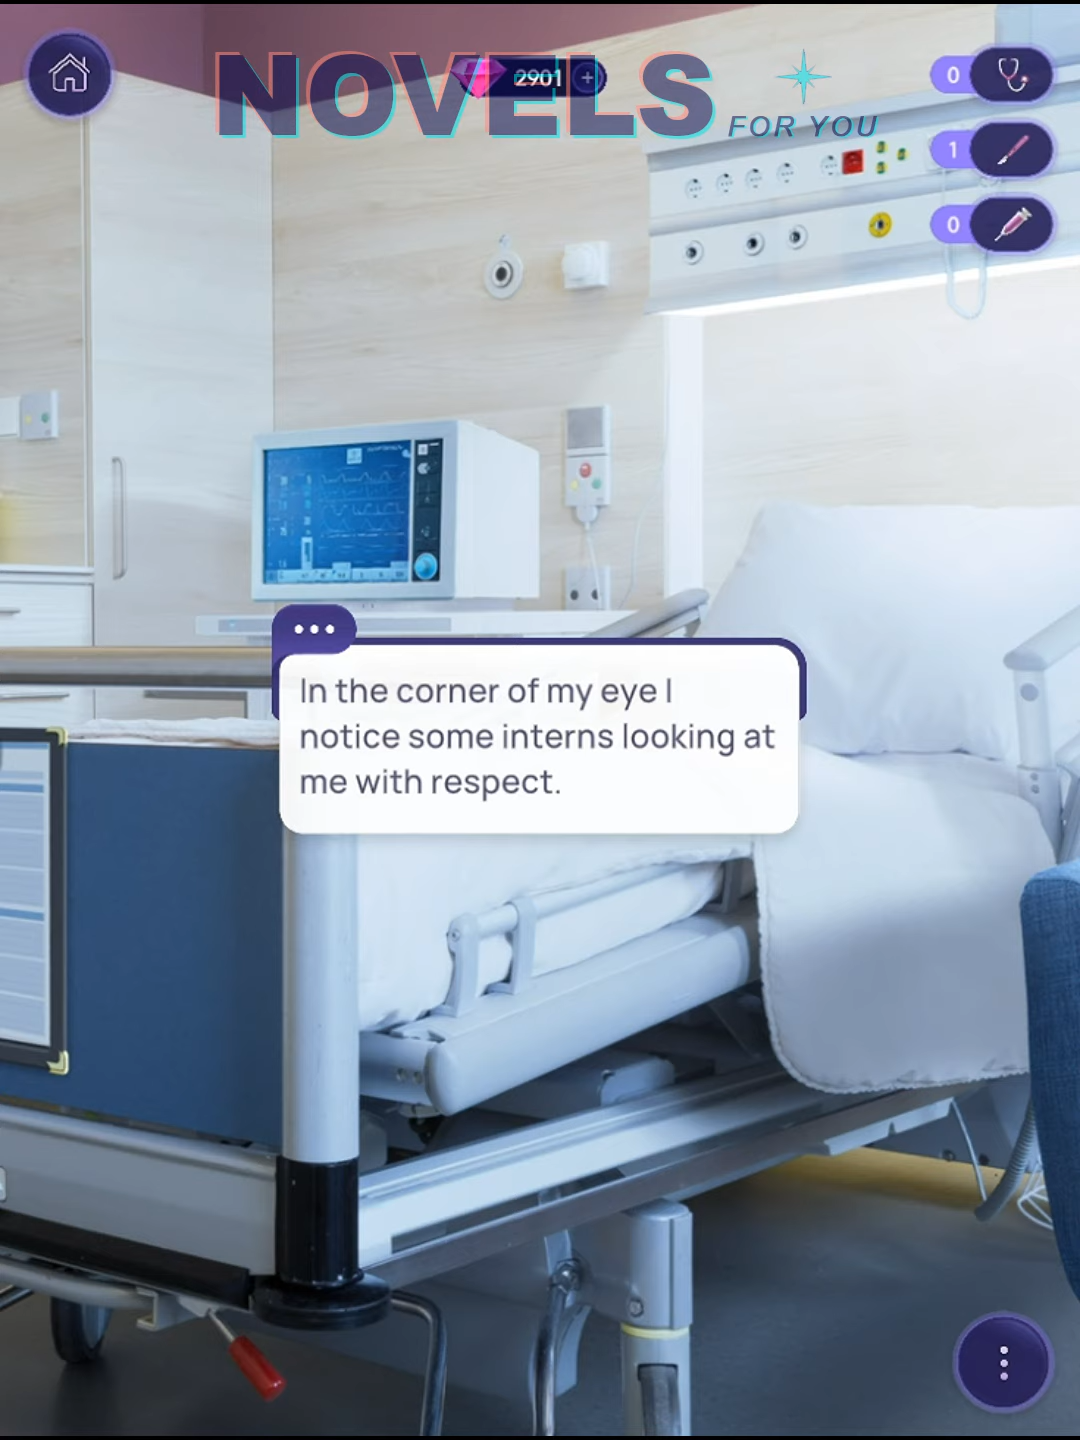 NOVELS
FOR YOU
2901
+
0
1
0
In the corner of my eye I
notice some interns looking at
me with respect.